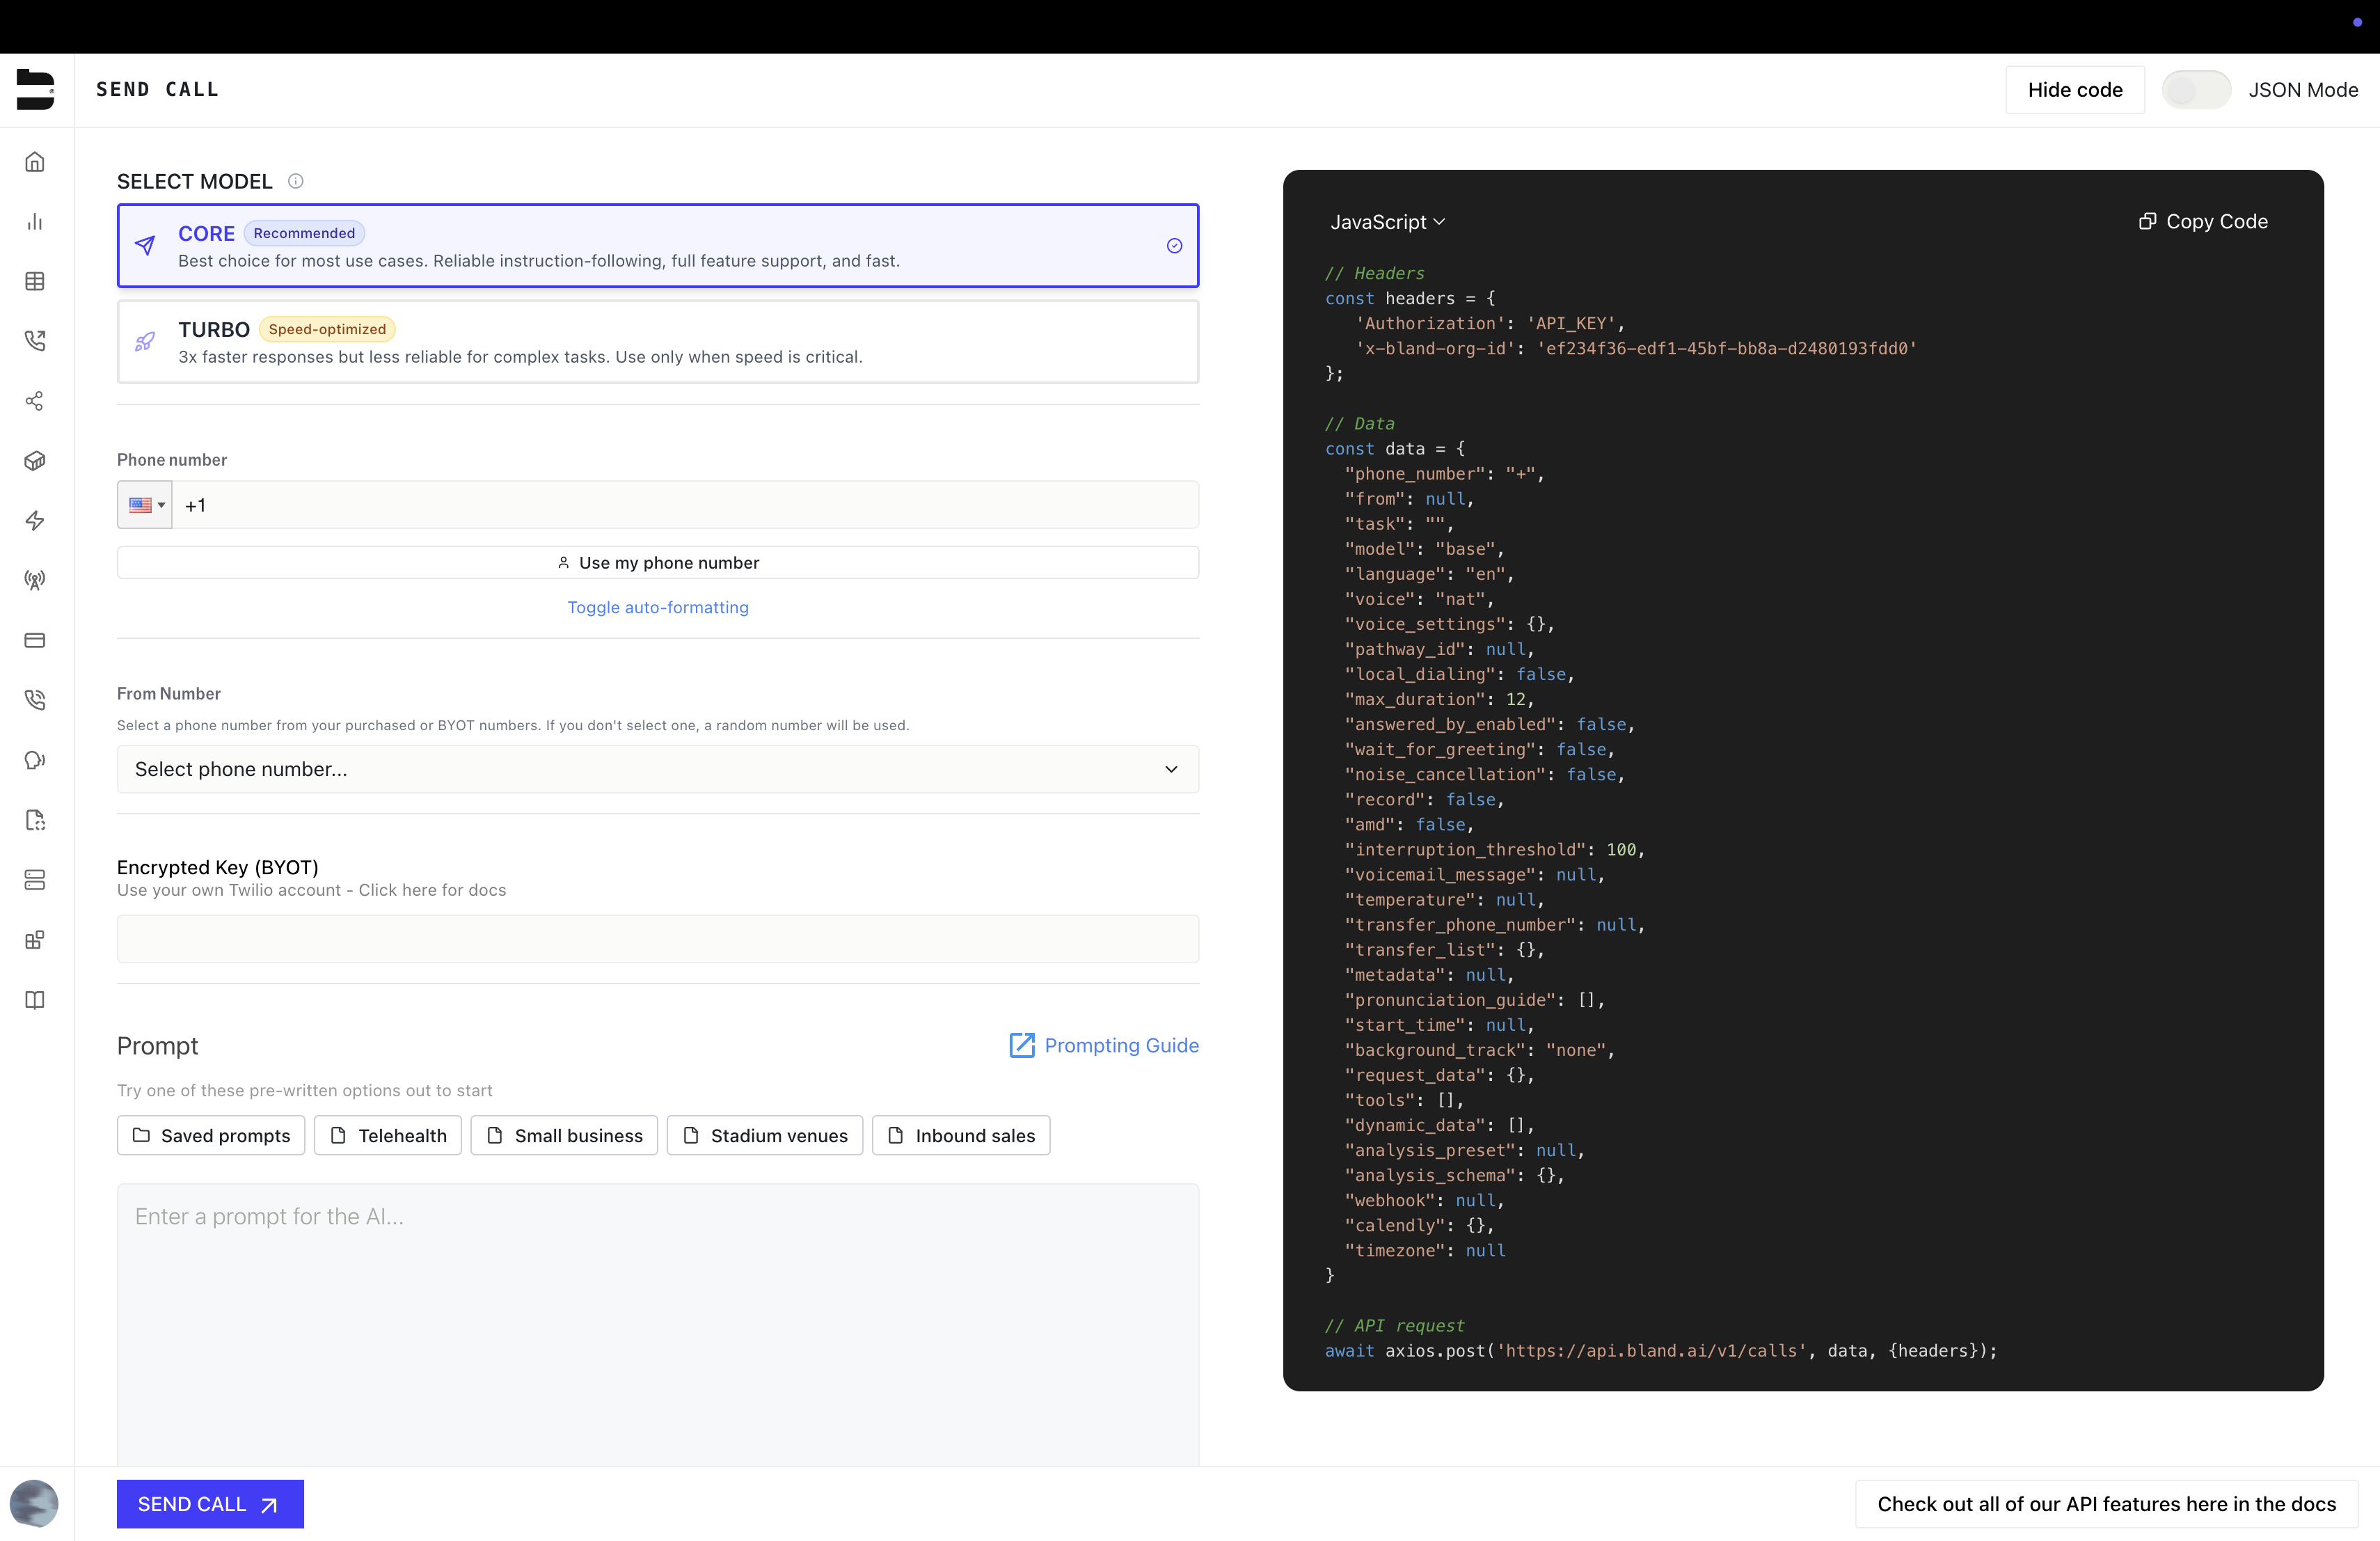 SEND CALL
Hide code
JSON Mode
SELECT MODEL
CORE Recommended
Best choice for most use cases. Reliable instruction-following, full feature support, and fast.
TURBO Speed-optimized
3x faster responses but less reliable for complex tasks. Use only when speed is critical.
Phone number
+1
Use my phone number
Toggle auto-formatting
From Number
Select a phone number from your purchased or BYOT numbers. If you don't select one, a random number will be used.
Select phone number...
Encrypted Key (BYOT)
Use your own Twilio account - Click here for docs
Prompt
Prompting Guide
Try one of these pre-written options out to start
Saved prompts
Telehealth
Small business
Stadium venues
Inbound sales
Enter a prompt for the AI...
JavaScript
Copy Code
// Headers
const headers = {
'Authorization': 'API_KEY',
'x-bland-org-id': 'ef234f36-edf1-45bf-bb8a-d2480193fdd0'
};
// Data
const data = {
"phone_number": "+",
"from": null,
"task": "",
"model": "base",
"language": "en",
"voice": "nat",
"voice_settings": {},
"pathway_id": null,
"local_dialing": false,
"max_duration": 12,
"answered_by_enabled": false,
"wait_for_greeting": false,
"noise_cancellation": false,
"record": false,
"amd": false,
"interruption_threshold": 100,
"voicemail_message": null,
"temperature": null,
"transfer_phone_number": null,
"transfer_list": {},
"metadata": null,
"pronunciation_guide": [],
"start_time": null,
"background_track": "none",
"request_data": {},
"tools": [],
"dynamic_data": [],
"analysis_preset": null,
"analysis_schema": {},
"webhook": null,
"calendly": {},
"timezone": null
}
// API request
await axios.post('https://api.bland.ai/v1/calls', data, {headers});
SEND CALL
Check out all of our API features here in the docs